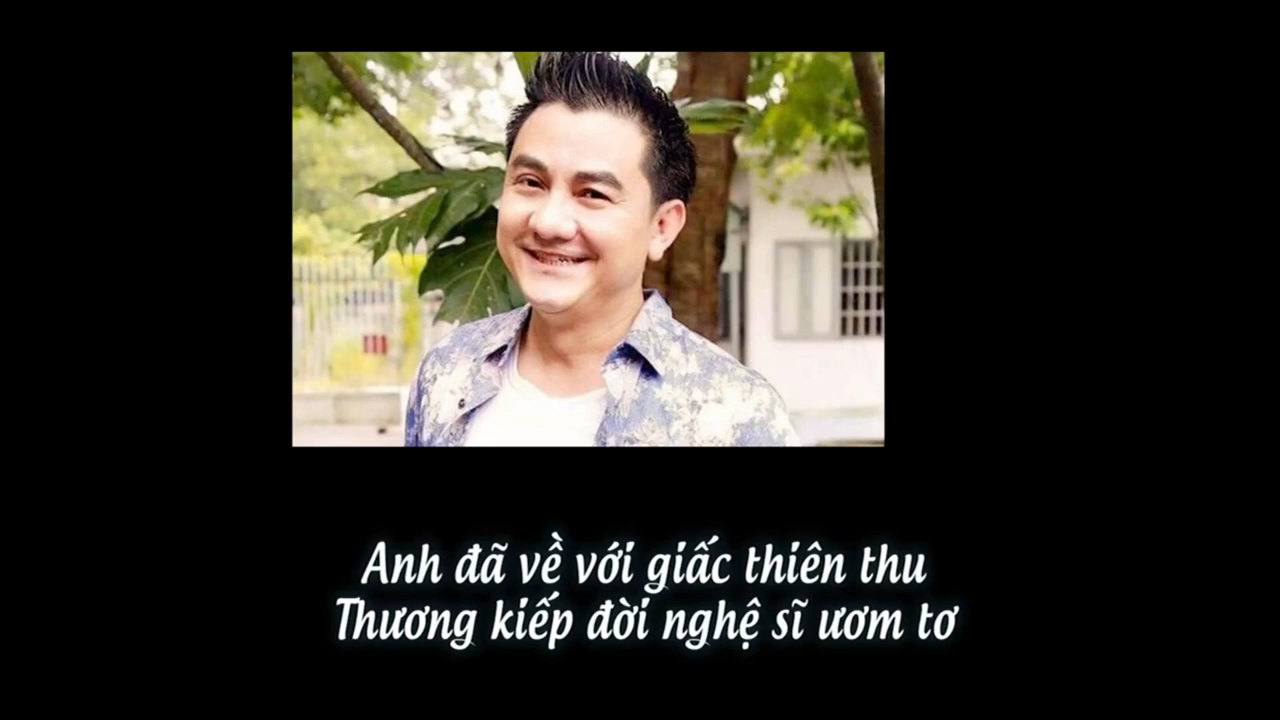 Anh đã về với giấc thiên thu
Thương kiếp đời nghệ sĩ ươm tơ